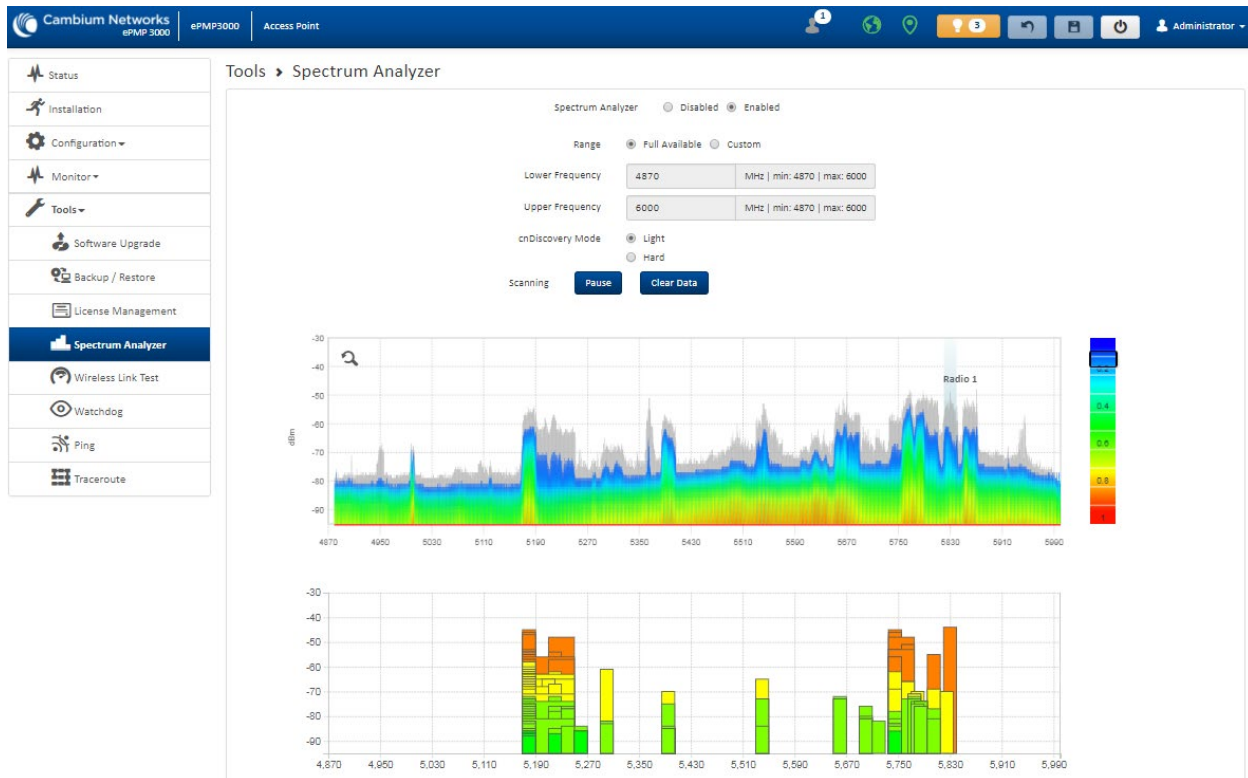 Cambium Networks
ePMP 3000
ePMP3000
Access Point
1
3
Administrator
Status
Installation
Configuration
Monitor
Tools
Software Upgrade
Backup / Restore
License Management
Spectrum Analyzer
Wireless Link Test
Watchdog
Ping
Traceroute
Tools > Spectrum Analyzer
Spectrum Analyzer Disabled Enabled
Range Full Available Custom
Lower Frequency 4870 MHz | min: 4870 | max: 6000
Upper Frequency 6000 MHz | min: 4870 | max: 6000
cnDiscovery Mode Light
Hard
Scanning Pause Clear Data
-30
-40
-50
-60
-70
-80
-90
dBm
Radio 1
0.4
0.6
0.8
1
4870 4950 5030 5110 5190 5270 5350 5430 5510 5590 5670 5750 5830 5910 5990
-30
-40
-50
-60
-70
-80
-90
4,870 4,950 5,030 5,110 5,190 5,270 5,350 5,430 5,510 5,590 5,670 5,750 5,830 5,910 5,990